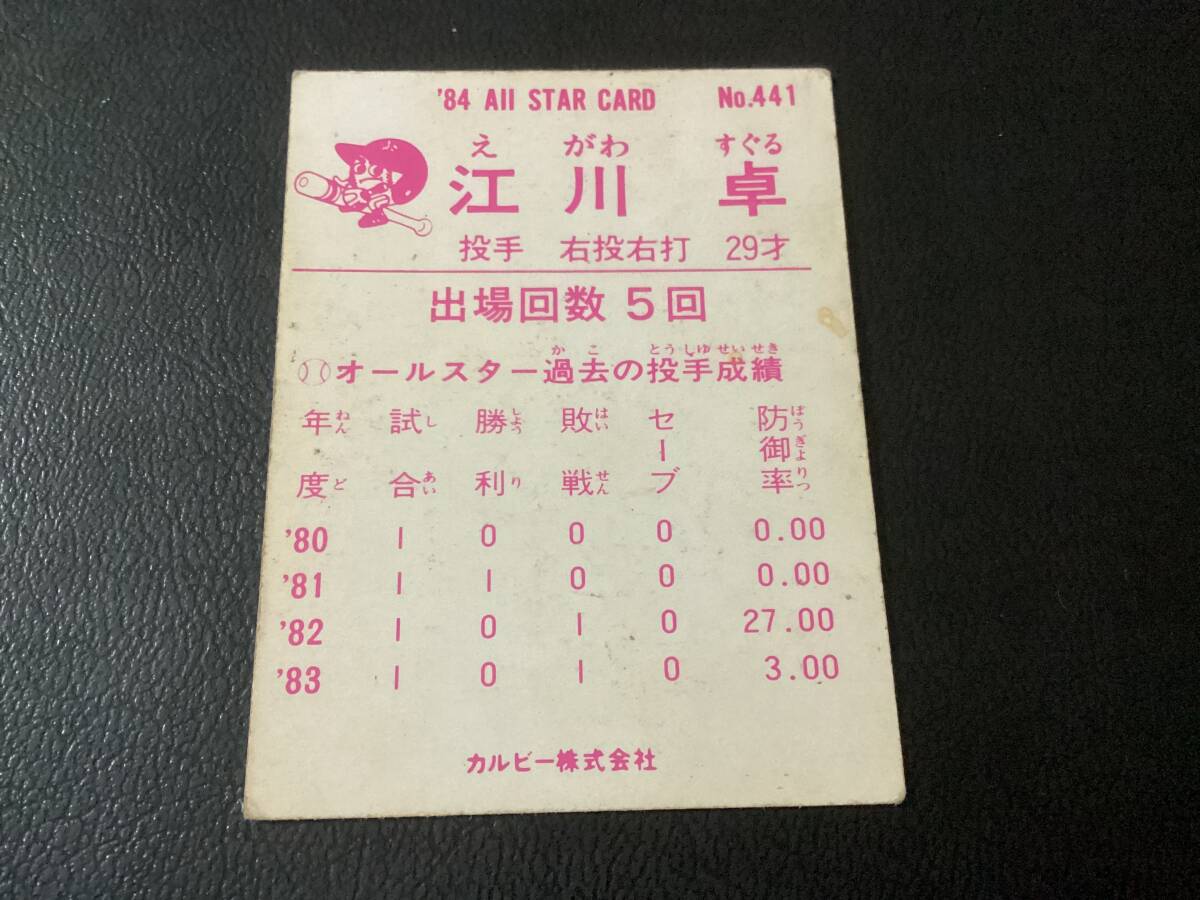 '84 All STAR CARD No.441
え がわ すぐる
江川 卓
投手 右投右打 29才
出場回数 5回
かこ とうしゆせいせき
オールスター過去の投手成績
年度 試合 勝利 敗戦 セーブ 防御率
ねんど しあい しようり はいせん ぼうぎよりつ
'80 1 0 0 0 0.00
'81 1 1 0 0 0.00
'82 1 0 1 0 27.00
'83 1 0 1 0 3.00
カルビー株式会社